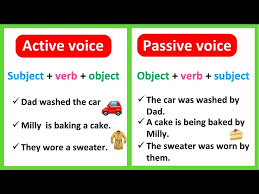 Active voice
Subject + verb + object
✓ Dad washed the car
✓ Milly is baking a cake.
✓ They wore a sweater.
Passive voice
Object + verb + subject
✓ The car was washed by
Dad.
✓ A cake is being baked by
Milly.
✓ The sweater was worn by
them.